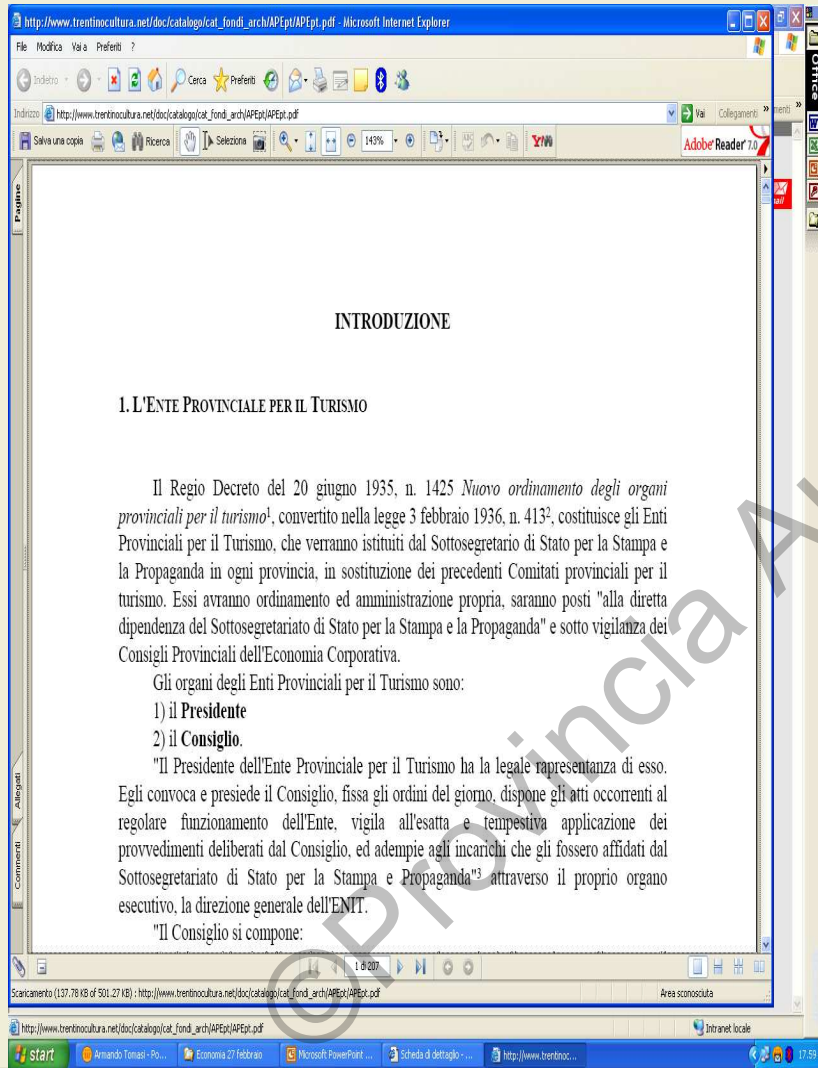 http://www.trentinocultura.net/doc/catalogo/cat_fondi_arch/APEpt/APEpt.pdf - Microsoft Internet Explorer
File Modifica Vai a Preferiti ?
Indietro Cerca Preferiti
Indirizzo http://www.trentinocultura.net/doc/catalogo/cat_fondi_arch/APEpt/APEpt.pdf Vai Collegamenti »
Salva una copia Ricerca Seleziona 143% Y! Adobe Reader 7.0
Office
Pagine
INTRODUZIONE
1. L'ENTE PROVINCIALE PER IL TURISMO
Il Regio Decreto del 20 giugno 1935, n. 1425 Nuovo ordinamento degli organi
provinciali per il turismo¹, convertito nella legge 3 febbraio 1936, n. 413², costituisce gli Enti
Provinciali per il Turismo, che verranno istituiti dal Sottosegretario di Stato per la Stampa e
la Propaganda in ogni provincia, in sostituzione dei precedenti Comitati provinciali per il
turismo. Essi avranno ordinamento ed amministrazione propria, saranno posti "alla diretta
dipendenza del Sottosegretariato di Stato per la Stampa e la Propaganda" e sotto vigilanza dei
Consigli Provinciali dell'Economia Corporativa.
Gli organi degli Enti Provinciali per il Turismo sono:
1) il Presidente
2) il Consiglio.
"Il Presidente dell'Ente Provinciale per il Turismo ha la legale rapresentanza di esso.
Egli convoca e presiede il Consiglio, fissa gli ordini del giorno, dispone gli atti occorrenti al
regolare funzionamento dell'Ente, vigila all'esatta e tempestiva applicazione dei
provvedimenti deliberati dal Consiglio, ed adempie agli incarichi che gli fossero affidati dal
Sottosegretariato di Stato per la Stampa e Propaganda"³ attraverso il proprio organo
esecutivo, la direzione generale dell'ENIT.
"Il Consiglio si compone:
Allegati
Commenti
©Provincia
1 di 207
Scaricamento (137.78 KB of 501.27 KB) : http://www.trentinocultura.net/doc/catalogo/cat_fondi_arch/APEpt/APEpt.pdf Area sconosciuta
http://www.trentinocultura.net/doc/catalogo/cat_fondi_arch/APEpt/APEpt.pdf Intranet locale
start Armando Tomasi - Po... Economia 27 febbraio Microsoft PowerPoint ... Scheda di dettaglio - ... http://www.trentinoc... 17.59